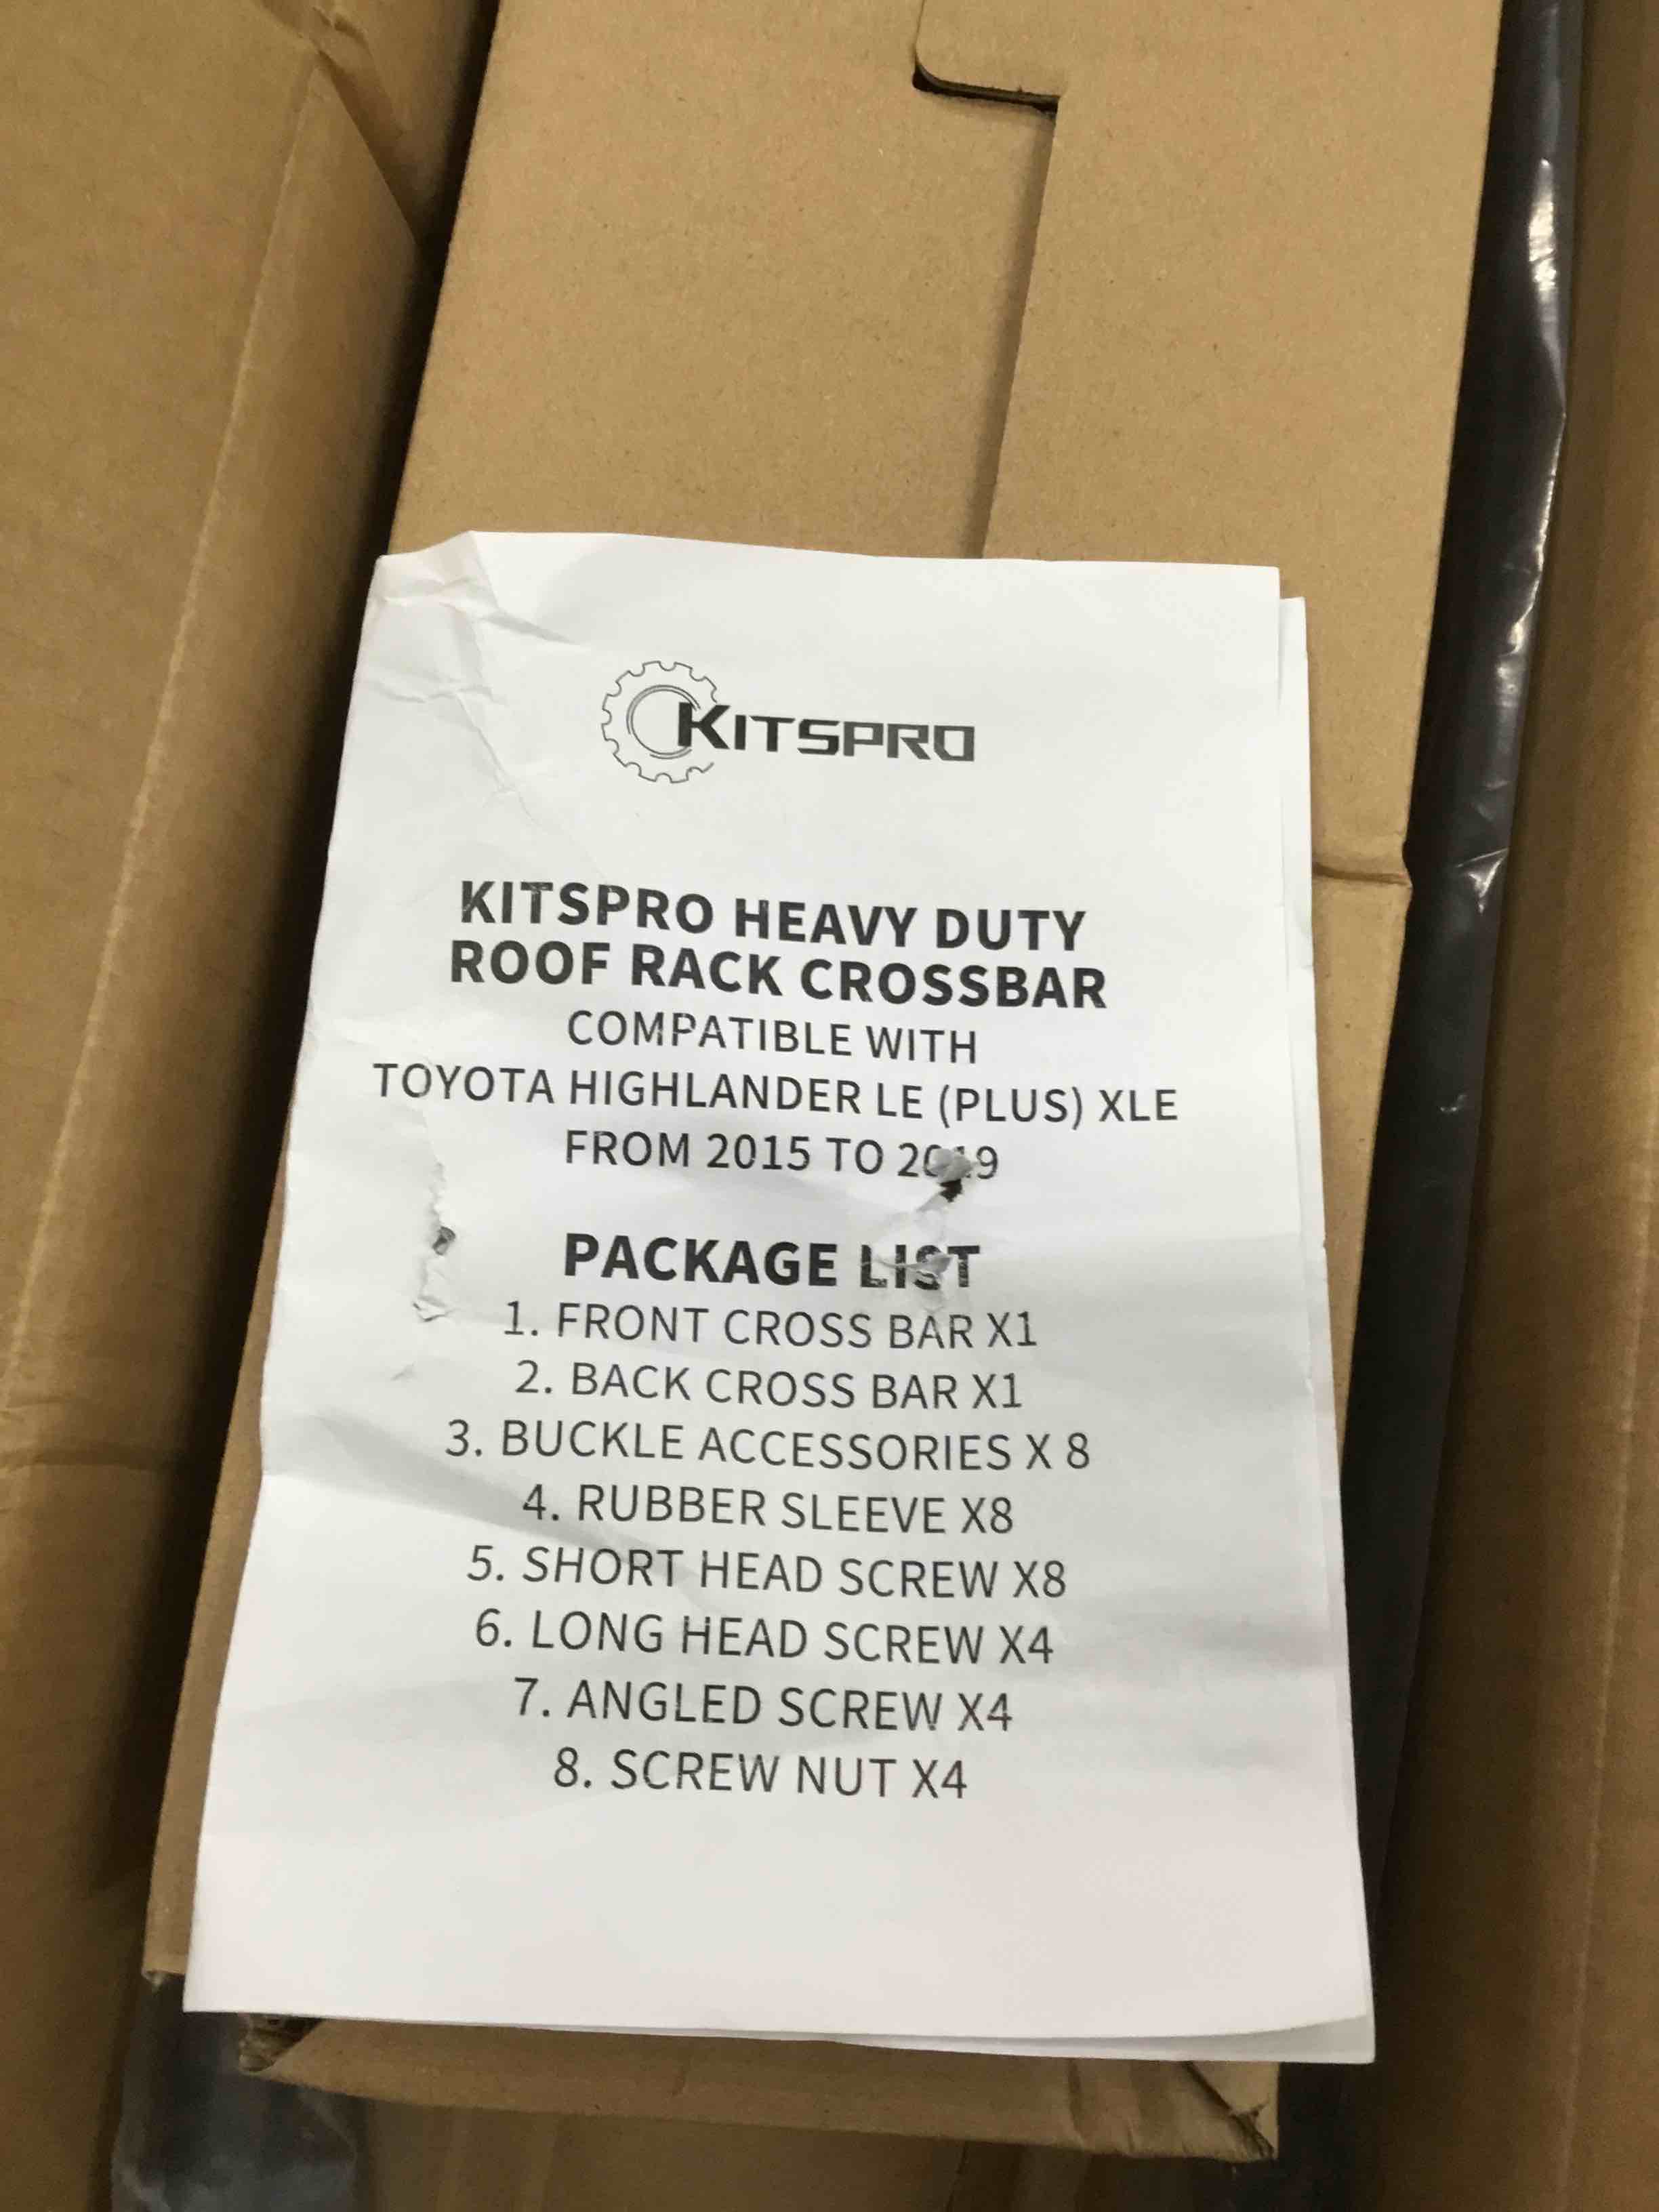 KITSPRO
KITSPRO HEAVY DUTY
ROOF RACK CROSSBAR
COMPATIBLE WITH
TOYOTA HIGHLANDER LE (PLUS) XLE
FROM 2015 TO 2019
PACKAGE LIST
1. FRONT CROSS BAR X1
2. BACK CROSS BAR X1
3. BUCKLE ACCESSORIES X 8
4. RUBBER SLEEVE X8
5. SHORT HEAD SCREW X8
6. LONG HEAD SCREW X4
7. ANGLED SCREW X4
8. SCREW NUT X4